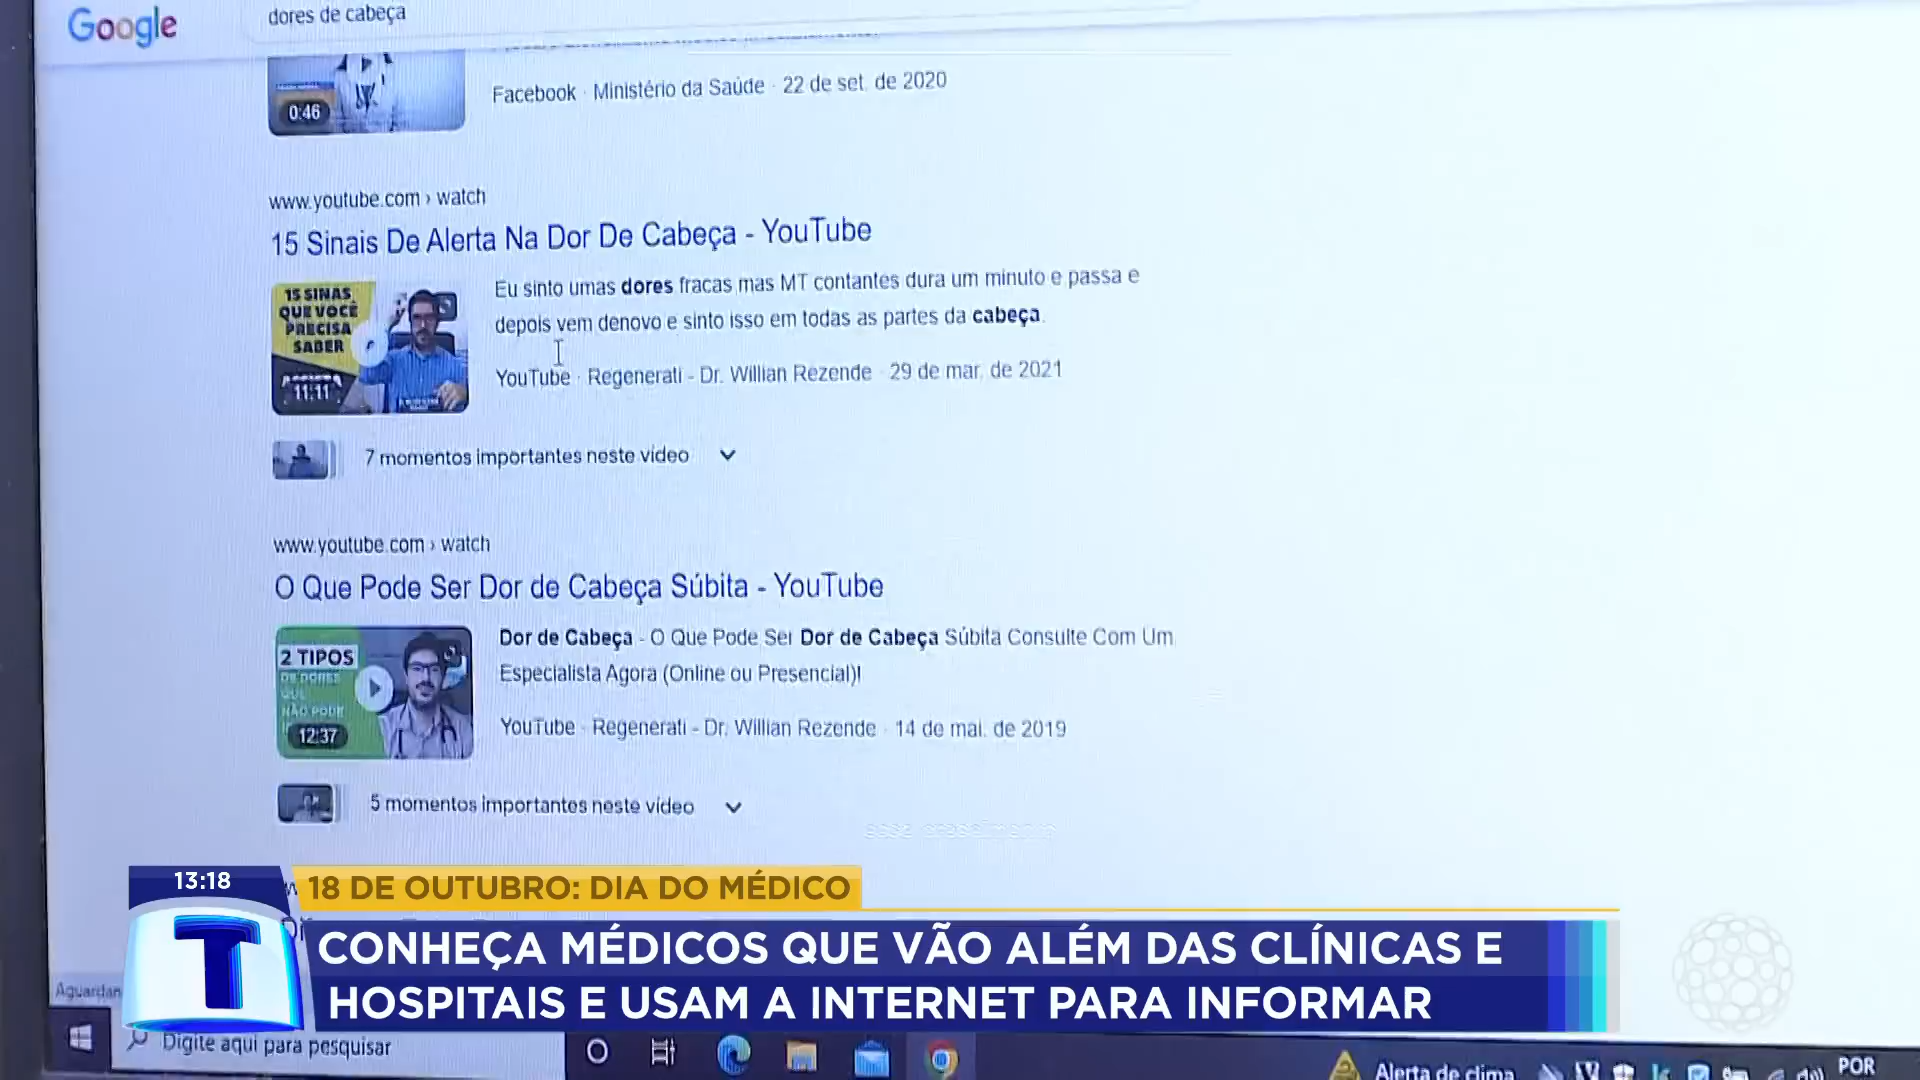 Google
dores de cabeça
0:46
Facebook · Ministério da Saúde · 22 de set. de 2020
www.youtube.com › watch
15 Sinais De Alerta Na Dor De Cabeça - YouTube
15 SINAS
QUE VOCÊ
PRECISA
SABER
11:11
Eu sinto umas dores fracas mas MT contantes dura um minuto e passa e
depois vem denovo e sinto isso em todas as partes da cabeça.
YouTube · Regenerati - Dr. Willian Rezende · 29 de mar. de 2021
7 momentos importantes neste vídeo
www.youtube.com › watch
O Que Pode Ser Dor de Cabeça Súbita - YouTube
2 TIPOS
DE DORES
QUE
NÃO PODE
12:37
Dor de Cabeça - O Que Pode Ser Dor de Cabeça Súbita Consulte Com Um
Especialista Agora (Online ou Presencial)!
YouTube · Regenerati - Dr. Willian Rezende · 14 de mai. de 2019
5 momentos importantes neste vídeo
13:18
18 DE OUTUBRO: DIA DO MÉDICO
T
CONHEÇA MÉDICOS QUE VÃO ALÉM DAS CLÍNICAS E
HOSPITAIS E USAM A INTERNET PARA INFORMAR
Digite aqui para pesquisar
Alerta de clima
POR